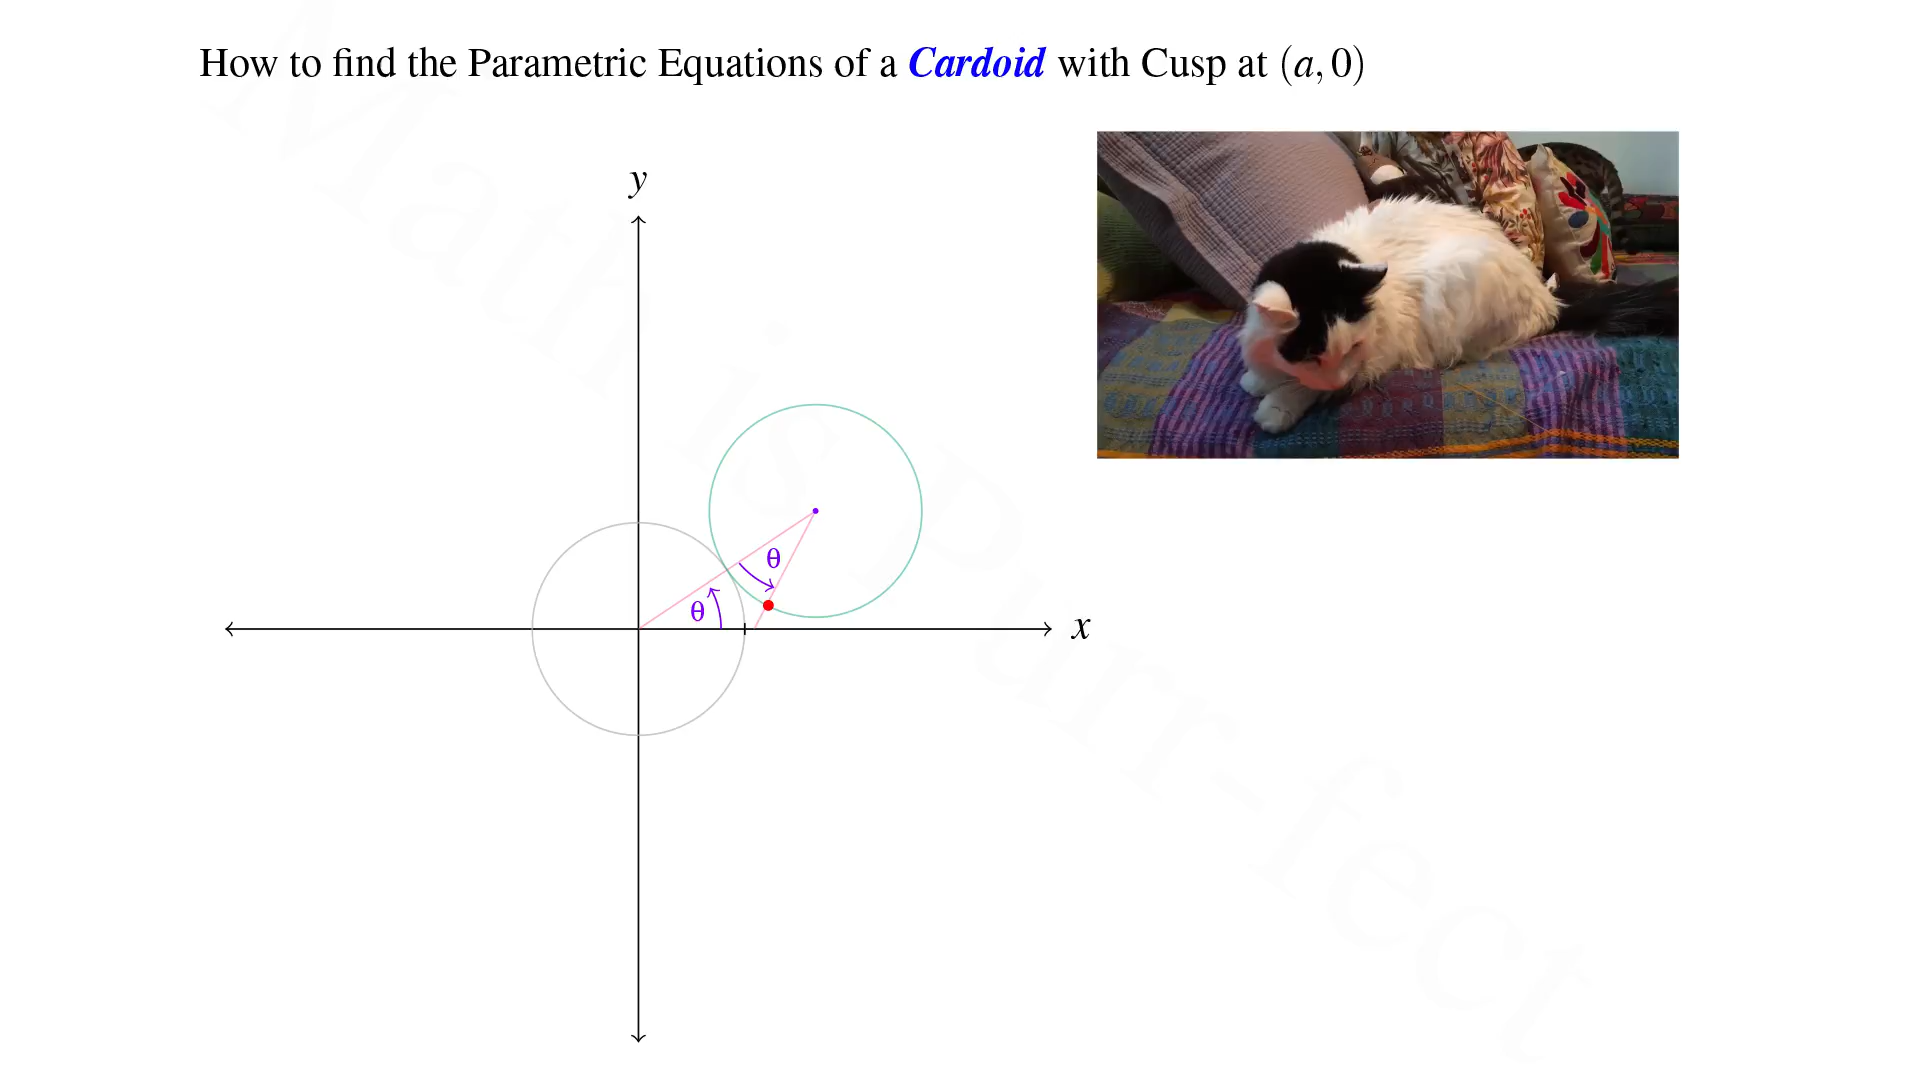 How to find the Parametric Equations of a Cardoid with Cusp at (a, 0)
y
θ
θ
x
Math is Purr-fect